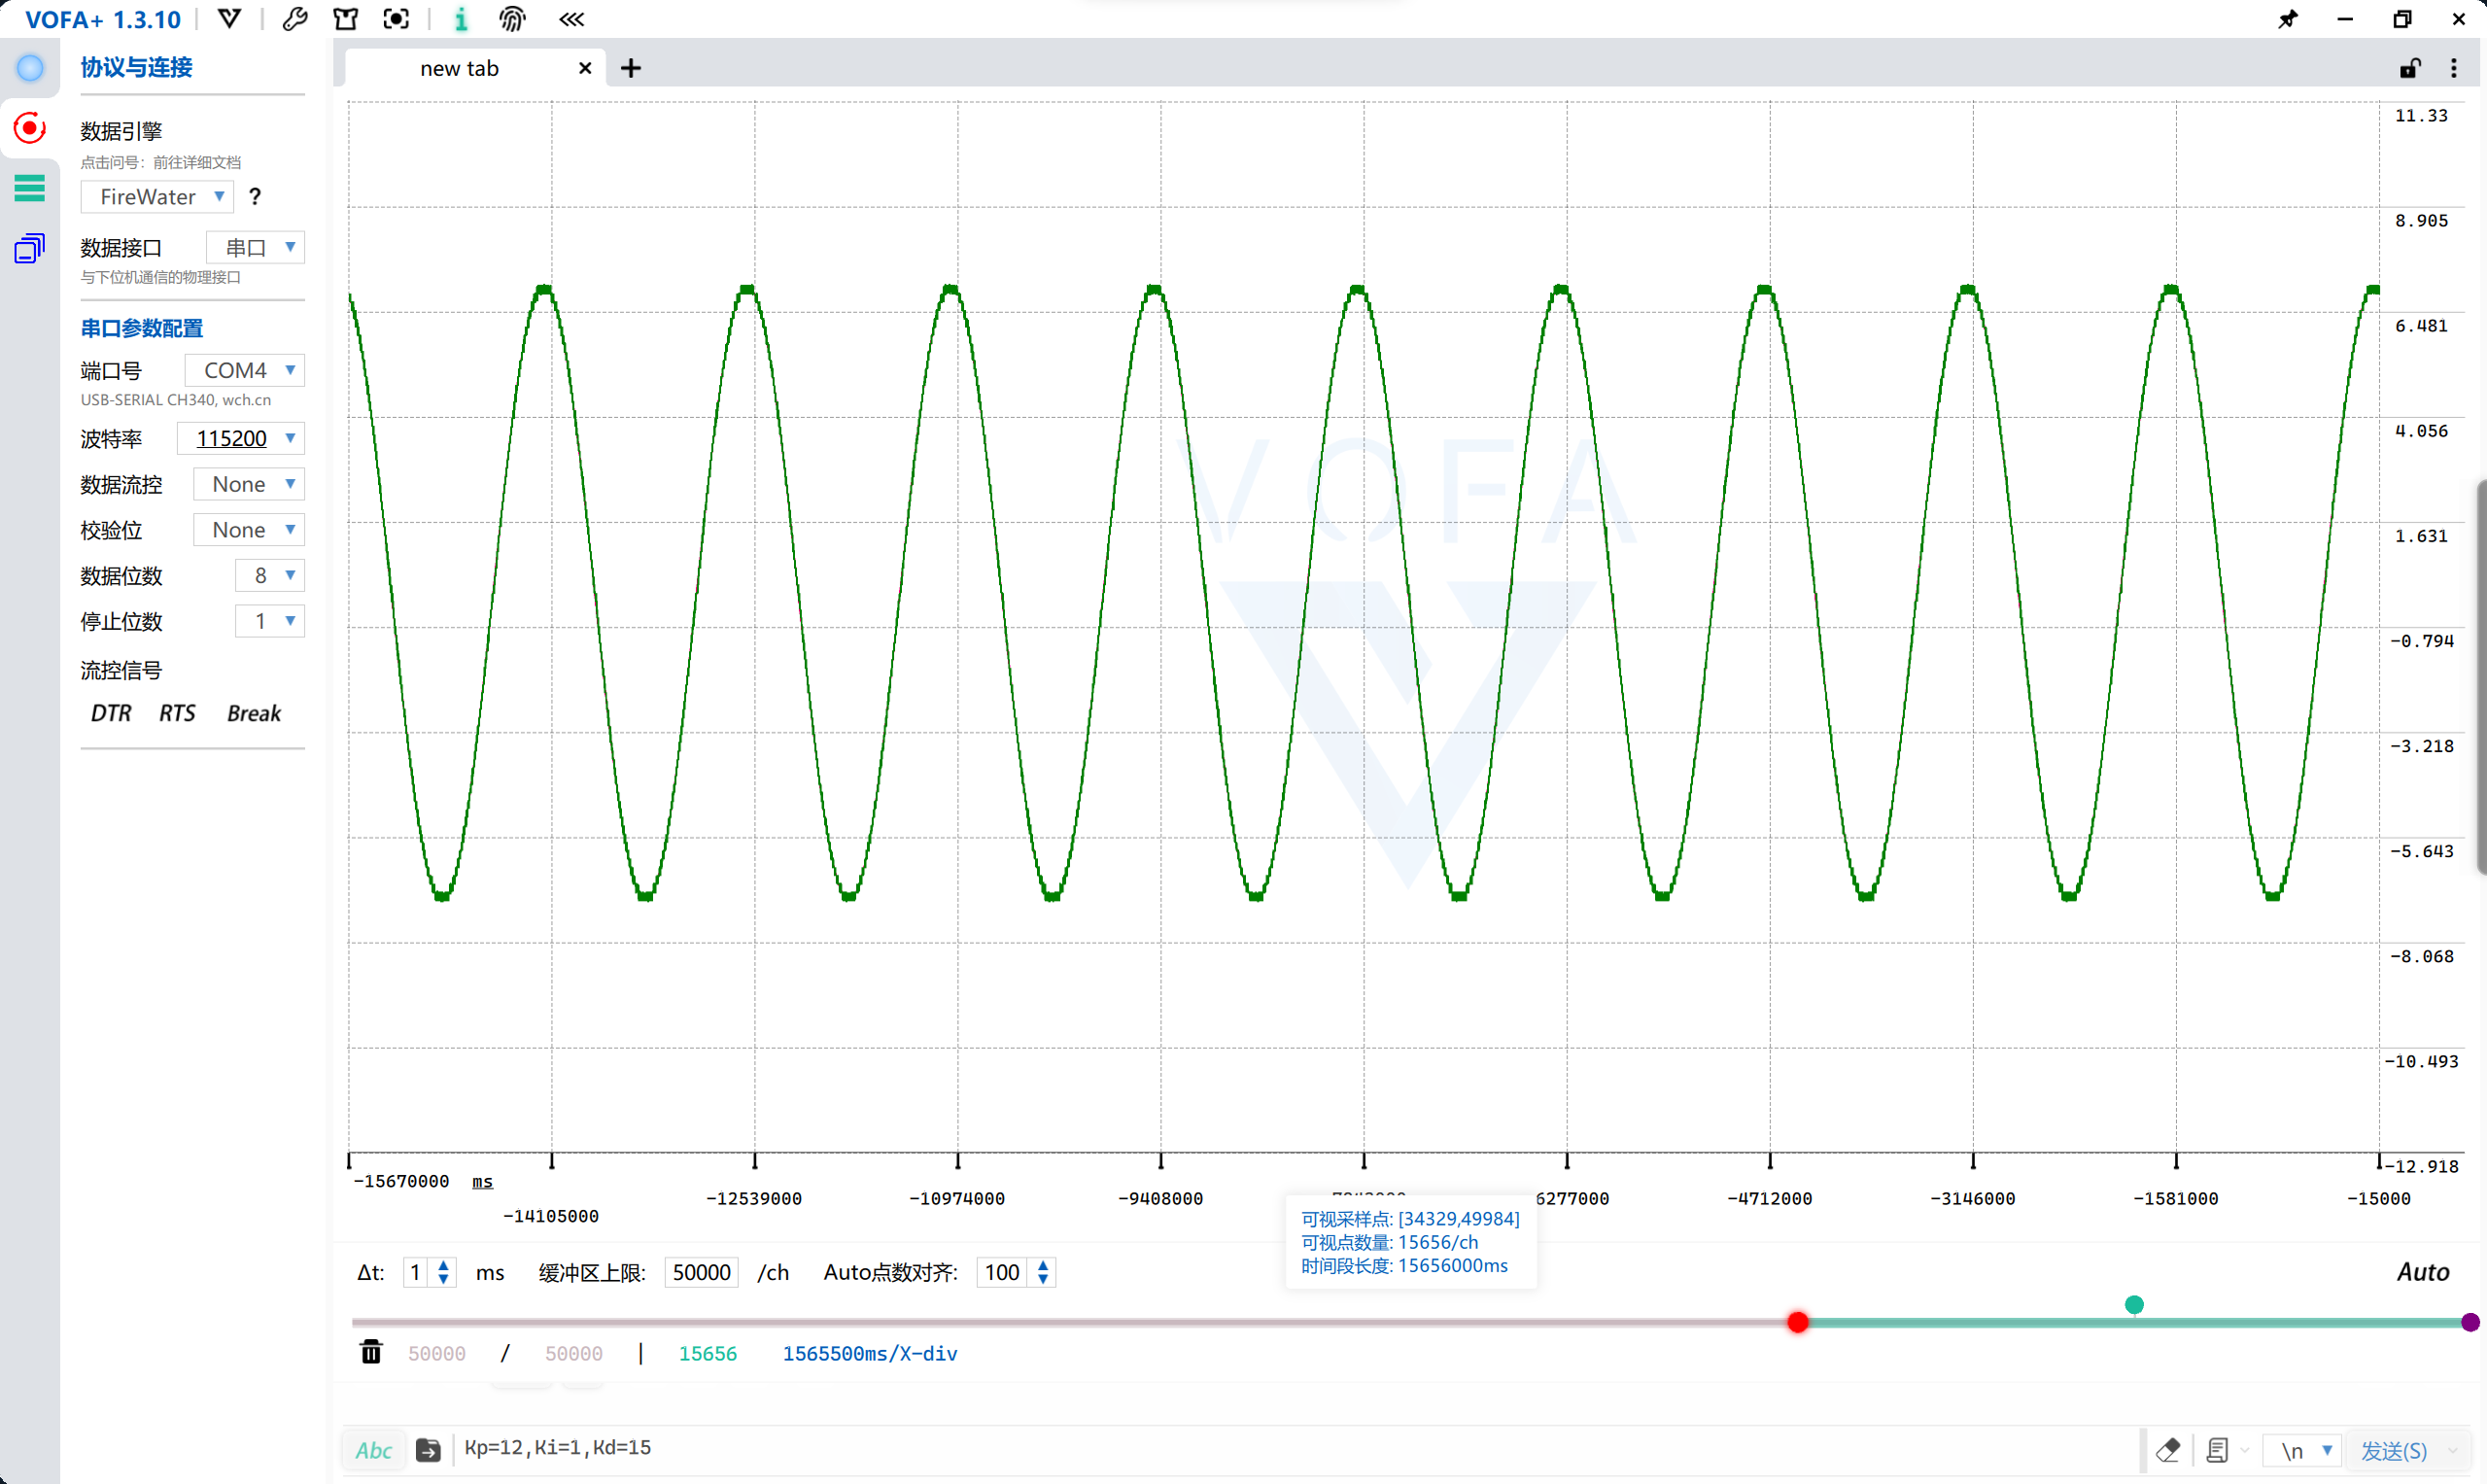 VOFA+ 1.3.10
协议与连接
new tab
数据引擎
点击问号：前往详细文档
FireWater ?
数据接口 串口
与下位机通信的物理接口
串口参数配置
端口号 COM4
USB-SERIAL CH340, wch.cn
波特率 115200
数据流控 None
校验位 None
数据位数 8
停止位数 1
流控信号
DTR RTS Break
VOFA
11.33
8.905
6.481
4.056
1.631
-0.794
-3.218
-5.643
-8.068
-10.493
-12.918
-15670000 ms
-14105000
-12539000
-10974000
-9408000
6277000
-4712000
-3146000
-1581000
-15000
可视采样点: [34329,49984]
可视点数量: 15656/ch
时间段长度: 15656000ms
Δt: 1 ms 缓冲区上限: 50000 /ch Auto点数对齐: 100 Auto
50000 / 50000 | 15656 1565500ms/X-div
Abc Kp=12,Ki=1,Kd=15 \n 发送(S)